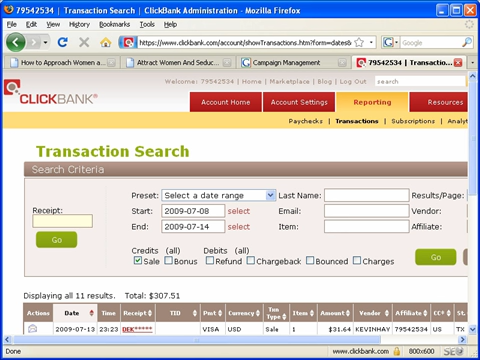 79542534 | Transaction Search | ClickBank Administration - Mozilla Firefox
File Edit View History Bookmarks Tools Help
https://www.clickbank.com/account/showTransactions.htm?form=dates&
Google
How to Approach Women a...
Attract Women And Seduc...
Campaign Management
79542534 | Transactio...
Welcome: 79542534 | Home | Marketplace | Blog | Log Out
search
CLICKBANK®
Account Home
Account Settings
Reporting
Resources
Paychecks | Transactions | Subscriptions | Analyt
Transaction Search
Search Criteria
Receipt:
Go
Preset: Select a date range
Last Name:
Results/Page:
Start: 2009-07-08 select
Email:
Vendor:
End: 2009-07-14 select
Item:
Affiliate:
Credits (all) Debits (all)
Sale Bonus Refund Chargeback Bounced Charges
Go
Displaying all 11 results. Total: $307.51
Actions Date Time Receipt TID Pmt Currency Txn Type Item Amount Vendor Affiliate CC* St.
2009-07-13 23:23 DEK***** VISA USD Sale 1 $31.64 KEVINHAY 79542534 US TX
Done
www.clickbank.com
800x600